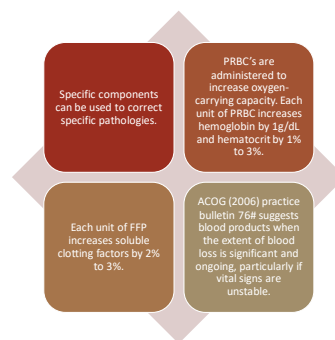 Specific components
can be used to correct
specific pathologies.
PRBC's are
administered to
increase oxygen-
carrying capacity. Each
unit of PRBC increases
hemoglobin by 1g/dL
and hematocrit by 1%
to 3%.
Each unit of FFP
increases soluble
clotting factors by 2%
to 3%.
ACOG (2006) practice
bulletin 76# suggests
blood products when
the extent of blood
loss is significant and
ongoing, particularly if
vital signs are
unstable.